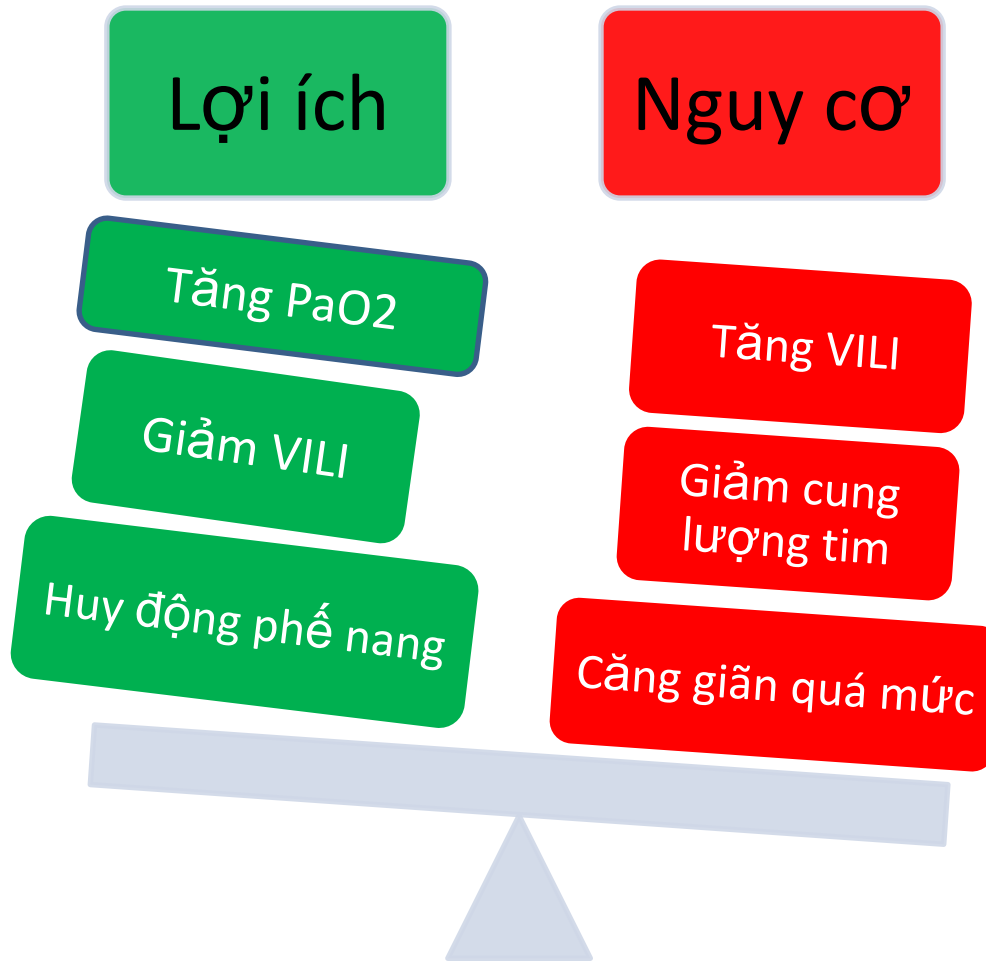 Lợi ích
Nguy cơ
Tăng PaO2
Giảm VILI
Huy động phế nang
Tăng VILI
Giảm cung
lượng tim
Căng giãn quá mức